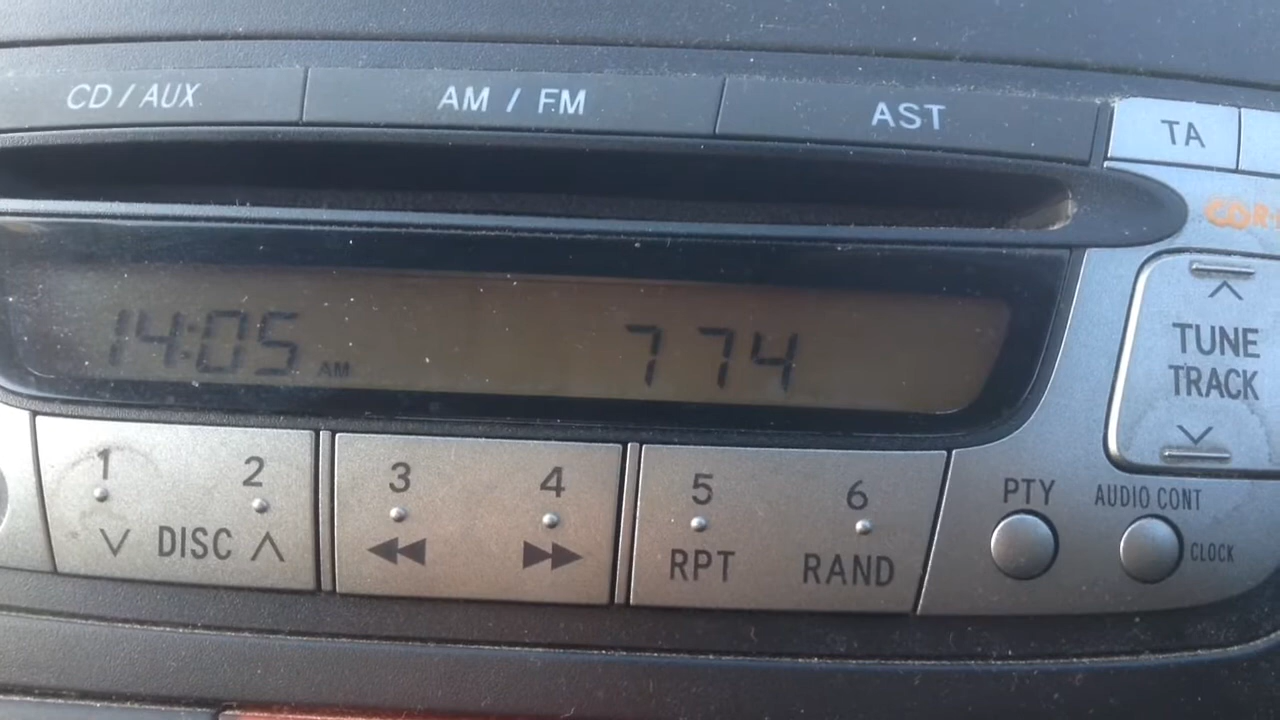 CD / AUX AM / FM AST TA
CDR
14:05 AM 774
TUNE
TRACK
1 2 3 4 5 6 PTY AUDIO CONT
DISC RPT RAND CLOCK